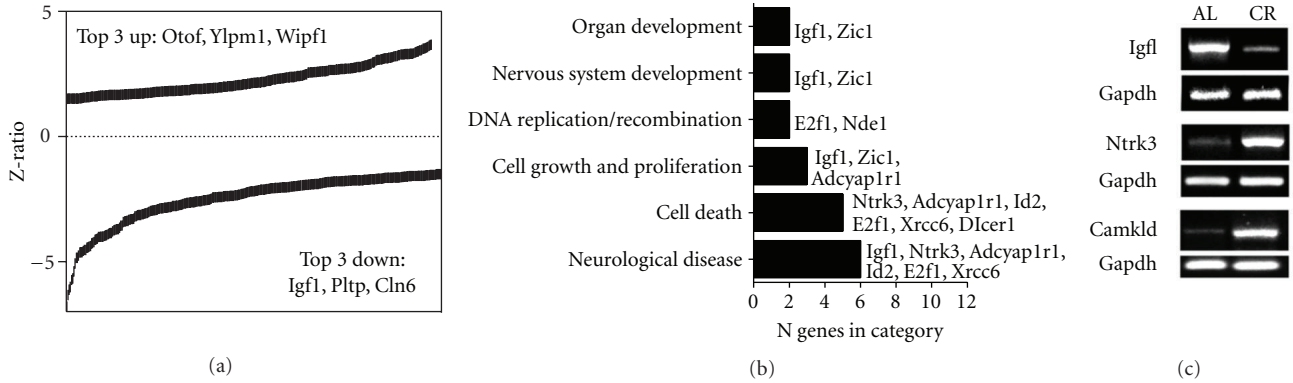 5
Top 3 up: Otof, Ylpm1, Wipf1
0
Z-ratio
−5
Top 3 down:
Igf1, Pltp, Cln6
(a)
Organ development
Igf1, Zic1
Nervous system development
Igf1, Zic1
DNA replication/recombination
E2f1, Nde1
Cell growth and proliferation
Igf1, Zic1,
Adcyap1r1
Cell death
Ntrk3, Adcyap1r1, Id2,
E2f1, Xrcc6, DIcer1
Neurological disease
Igf1, Ntrk3, Adcyap1r1,
Id2, E2f1, Xrcc6
0 2 4 6 8 10 12
N genes in category
(b)
AL CR
Igfl
Gapdh
Ntrk3
Gapdh
Camkld
Gapdh
(c)